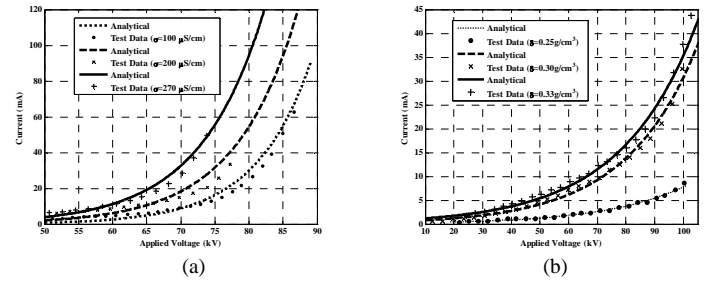 120
100
80
60
40
20
0
Current (mA)
Analytical
Test Data (σ=100 μS/cm)
Analytical
Test Data (σ=200 μS/cm)
Analytical
Test Data (σ=270 μS/cm)
50 55 60 65 70 75 80 85 90
Applied Voltage (kV)
(a)
45
40
35
30
25
20
15
10
5
0
Current (mA)
Analytical
Test Data (δ=0.25g/cm³)
Analytical
Test Data (δ=0.30g/cm³)
Analytical
Test Data (δ=0.33g/cm³)
10 20 30 40 50 60 70 80 90 100
Applied Voltage (kV)
(b)